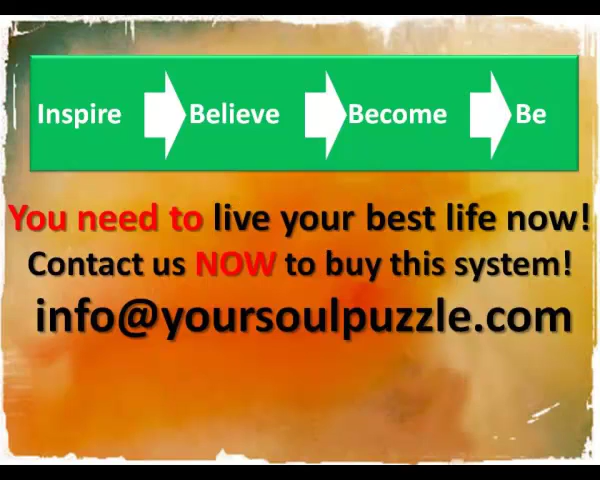 Inspire Believe Become Be
You need to live your best life now!
Contact us NOW to buy this system!
info@yoursoulpuzzle.com